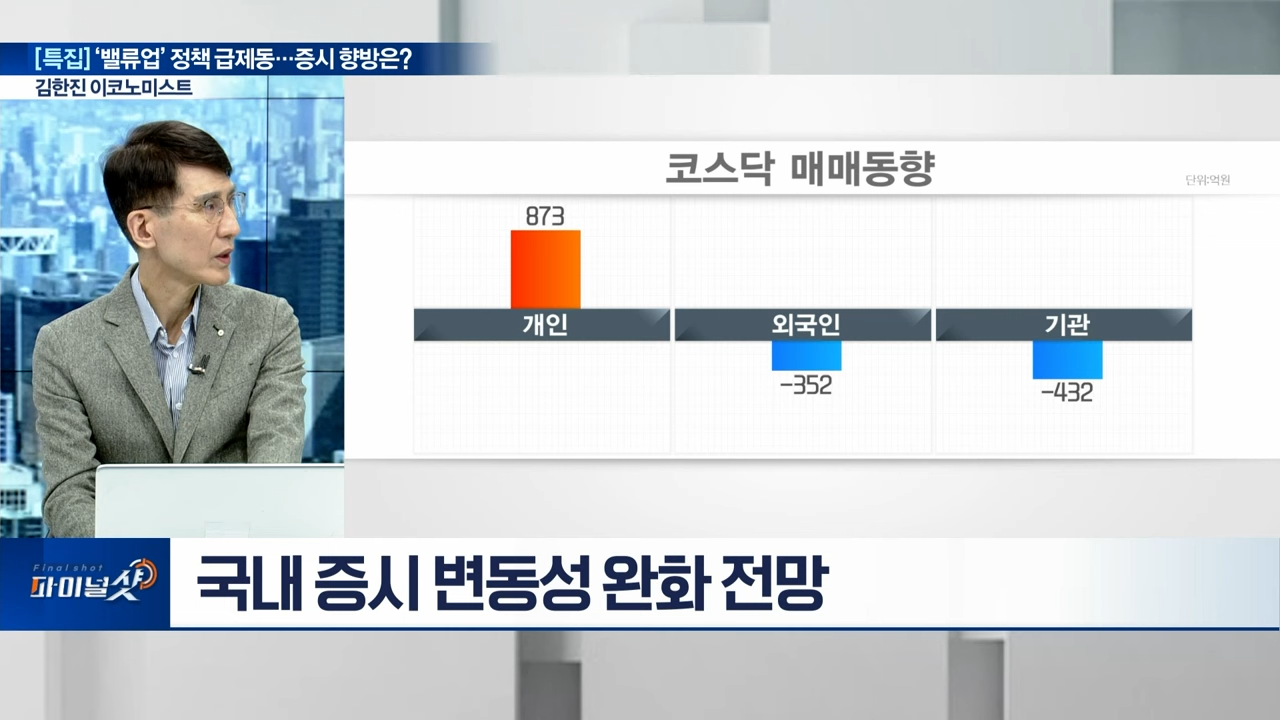 [특집] ‘밸류업’ 정책 급제동…증시 향방은?
김한진 이코노미스트
코스닥 매매동향
단위:억원
873
개인
외국인
기관
-352
-432
Final shot
파이널샷
국내 증시 변동성 완화 전망